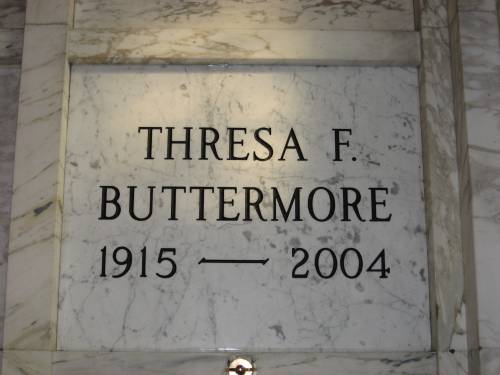 THRESA F.
BUTTERMORE
1915 — 2004